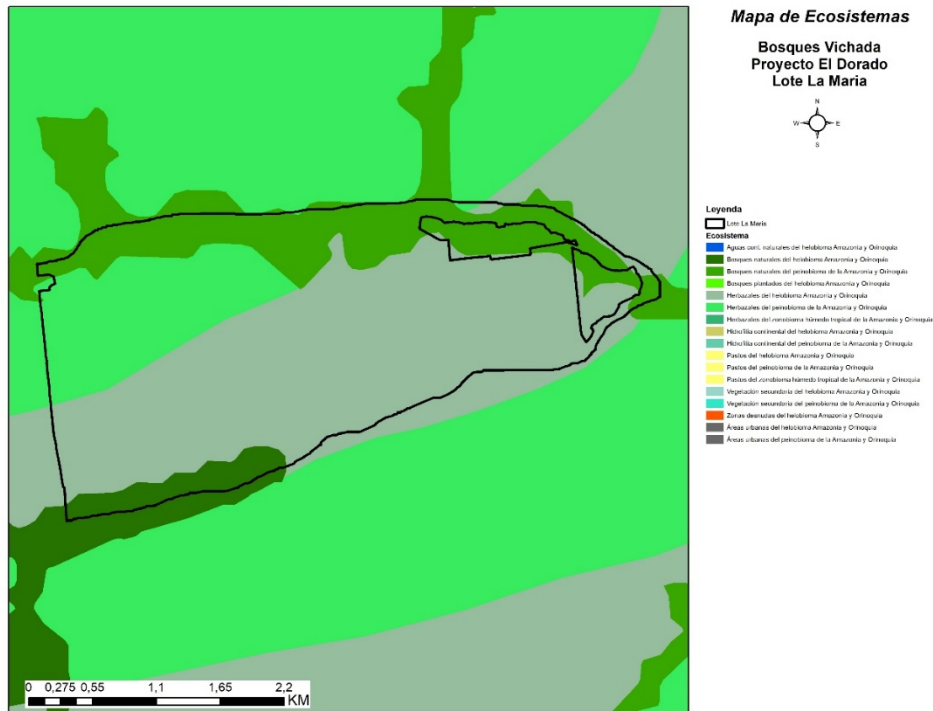 Mapa de Ecosistemas
Bosques Vichada
Proyecto El Dorado
Lote La Maria
N
W E
S
Leyenda
Lote La Maria
Ecosistema
Aguas cont. naturales del helobioma Amazonia y Orinoquia
Bosques naturales del helobioma Amazonia y Orinoquia
Bosques naturales del peinobioma de la Amazonia y Orinoquia
Bosques plantados del helobioma Amazonia y Orinoquia
Herbazales del helobioma Amazonia y Orinoquia
Herbazales del peinobioma de la Amazonia y Orinoquia
Herbazales del zonobioma húmedo tropical de la Amazonia y Orinoquia
Hidrofitia continental del helobioma Amazonia y Orinoquia
Hidrofitia continental del peinobioma de la Amazonia y Orinoquia
Pastos del helobioma Amazonia y Orinoquia
Pastos del peinobioma de la Amazonia y Orinoquia
Pastos del zonobioma húmedo tropical de la Amazonia y Orinoquia
Vegetación secundaria del helobioma Amazonia y Orinoquia
Vegetación secundaria del peinobioma de la Amazonia y Orinoquia
Zonas desnudas del helobioma Amazonia y Orinoquia
Áreas urbanas del helobioma Amazonia y Orinoquia
Áreas urbanas del peinobioma de la Amazonia y Orinoquia
0 0,275 0,55 1,1 1,65 2,2
KM